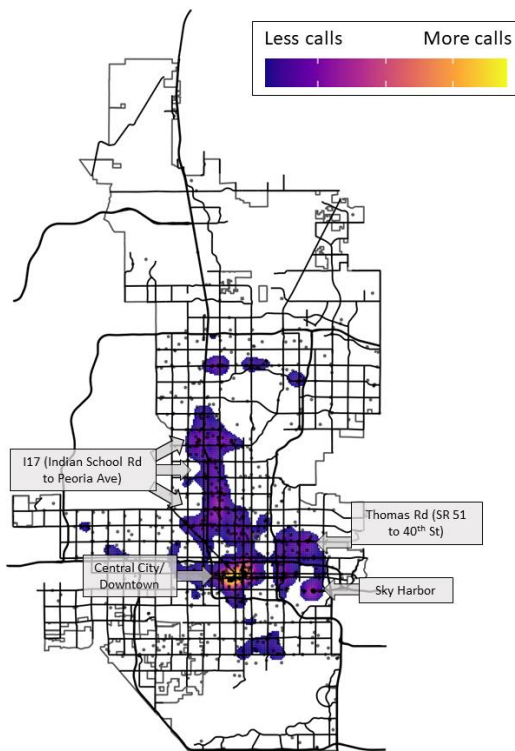 Less calls More calls
I17 (Indian School Rd
to Peoria Ave)
Thomas Rd (SR 51
to 40th St)
Central City/
Downtown
Sky Harbor